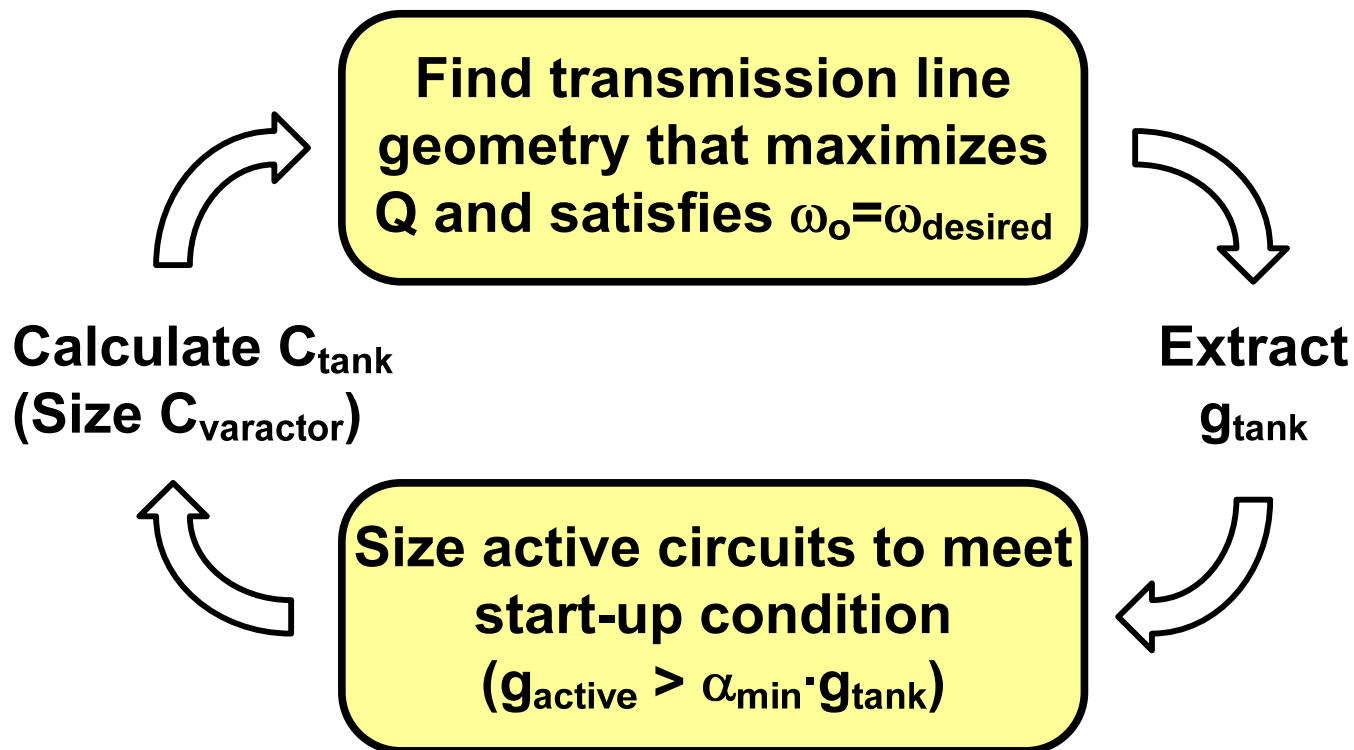 Find transmission line
geometry that maximizes
Q and satisfies ωo=ωdesired
Extract
gtank
Size active circuits to meet
start-up condition
(gactive > αmin·gtank)
Calculate Ctank
(Size Cvaractor)